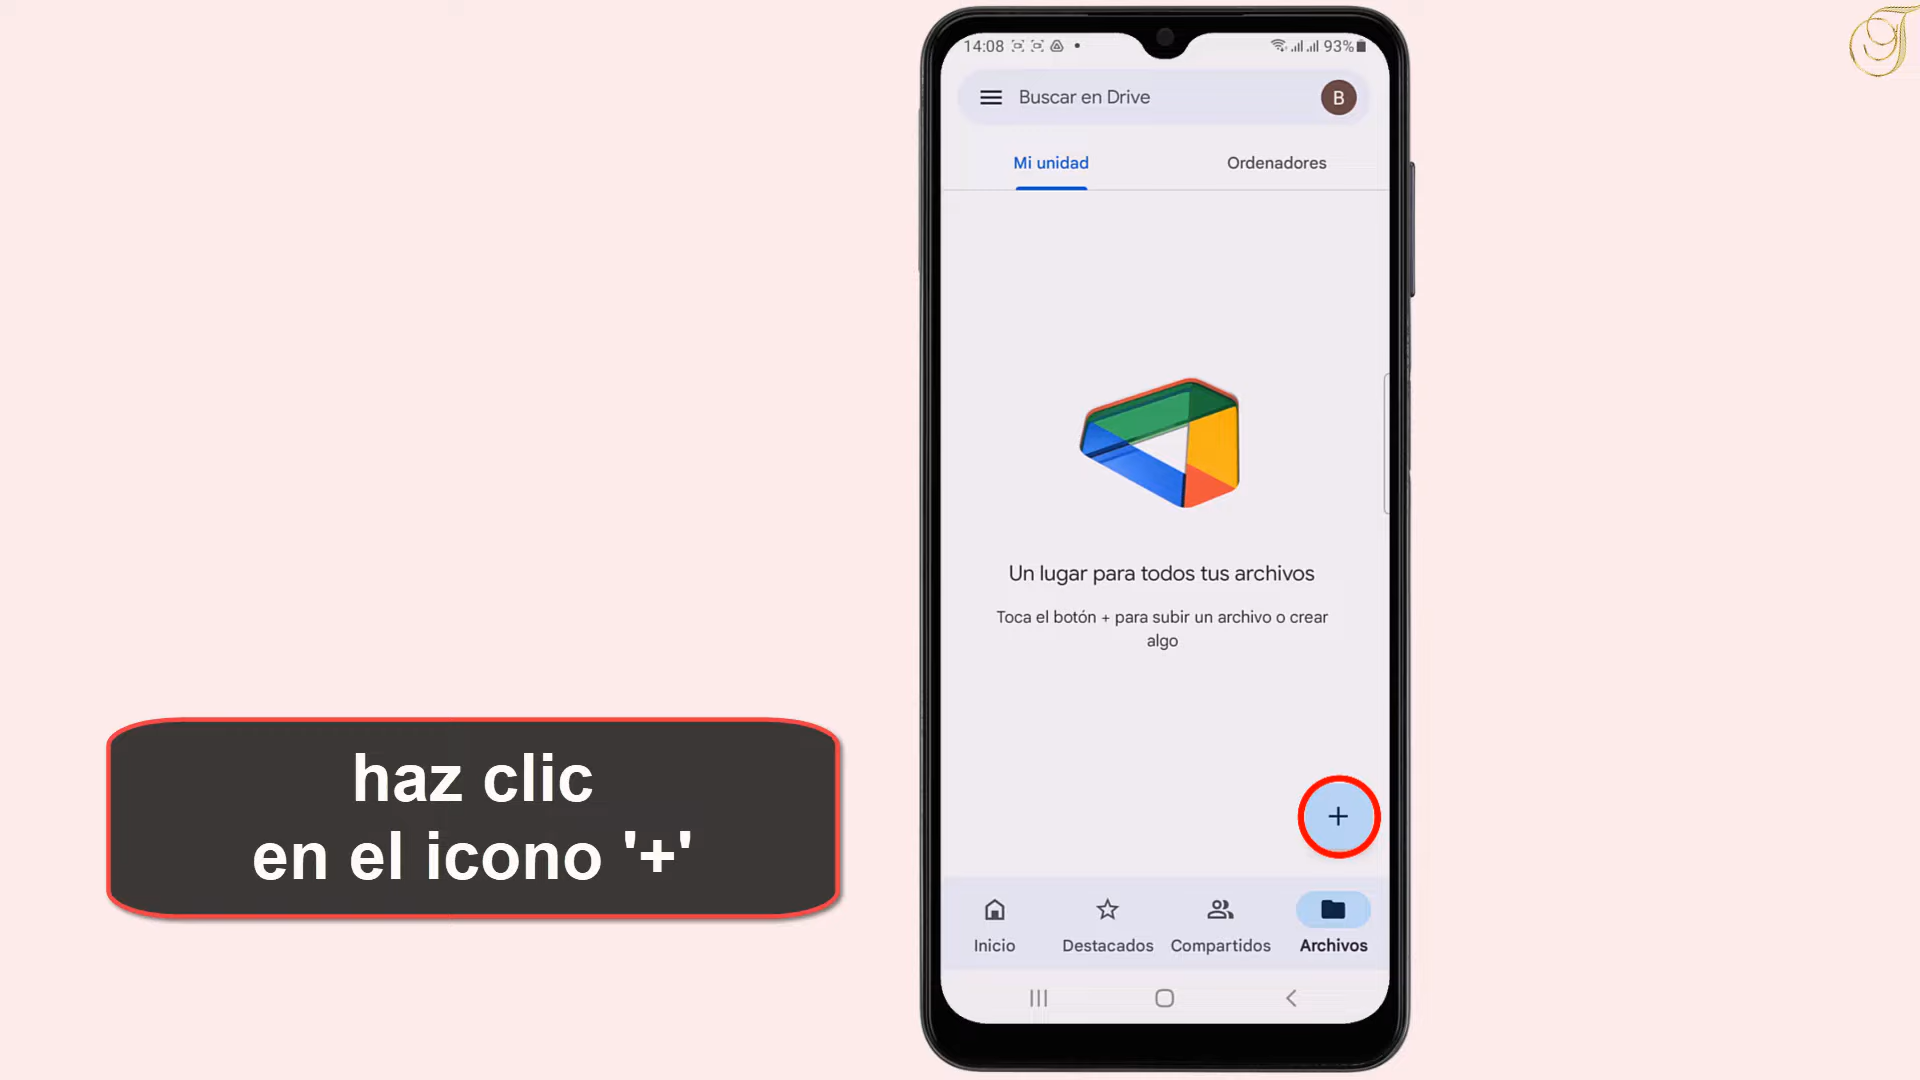 14:08
93%
Buscar en Drive
B
Mi unidad
Ordenadores
Un lugar para todos tus archivos
Toca el botón + para subir un archivo o crear
algo
haz clic
en el icono '+'
+
Inicio
Destacados
Compartidos
Archivos